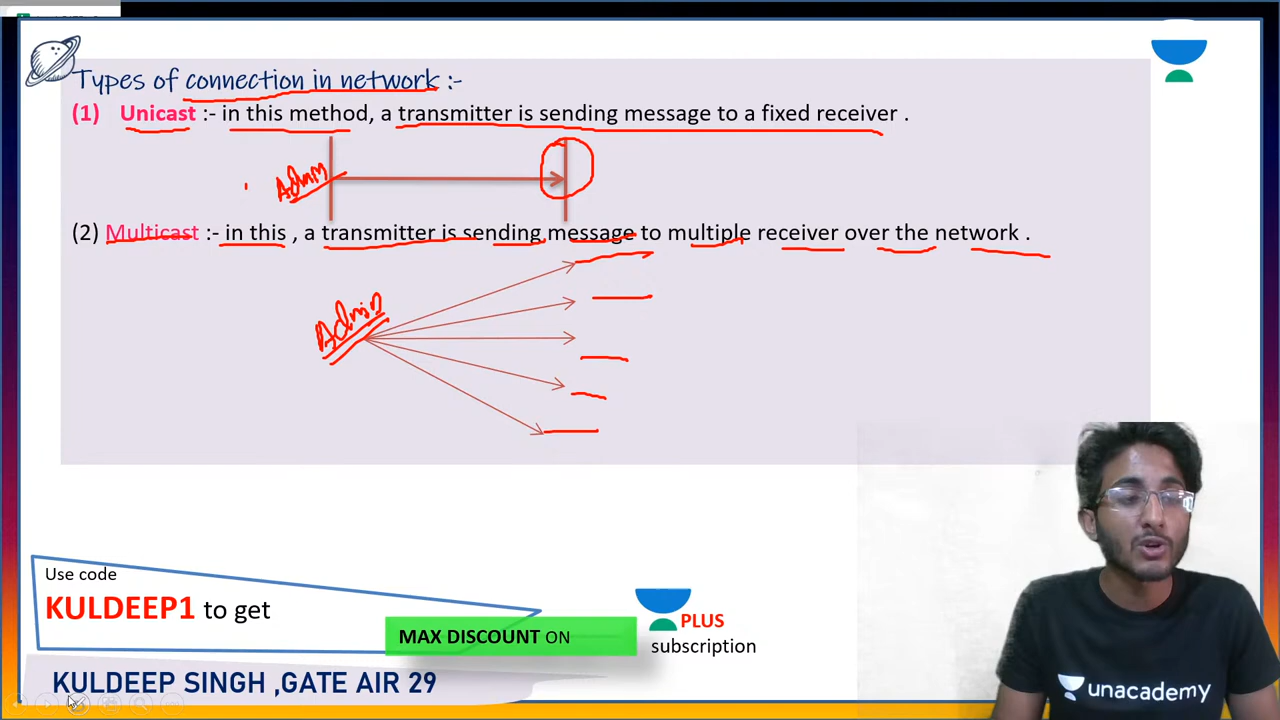 Types of connection in network :-
(1) Unicast :- in this method, a transmitter is sending message to a fixed receiver .
Admin
(2) Multicast :- in this , a transmitter is sending message to multiple receiver over the network .
Admin
Use code
KULDEEP1 to get
MAX DISCOUNT ON
PLUS
subscription
KULDEEP SINGH ,GATE AIR 29
unacademy